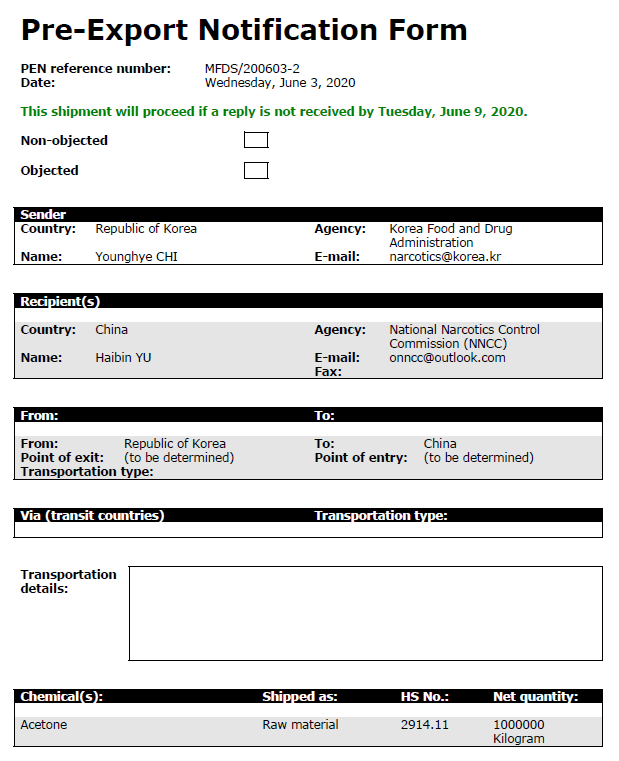 Pre-Export Notification Form
PEN reference number: MFDS/200603-2
Date: Wednesday, June 3, 2020
This shipment will proceed if a reply is not received by Tuesday, June 9, 2020.
Non-objected
Objected
Sender
Country: Republic of Korea Agency: Korea Food and Drug
Administration
Name: Younghye CHI E-mail: narcotics@korea.kr
Recipient(s)
Country: China Agency: National Narcotics Control
Commission (NNCC)
Name: Haibin YU E-mail: onncc@outlook.com
Fax:
From: To:
From: Republic of Korea To: China
Point of exit: (to be determined) Point of entry: (to be determined)
Transportation type:
Via (transit countries) Transportation type:
Transportation
details:
Chemical(s): Shipped as: HS No.: Net quantity:
Acetone Raw material 2914.11 1000000
Kilogram